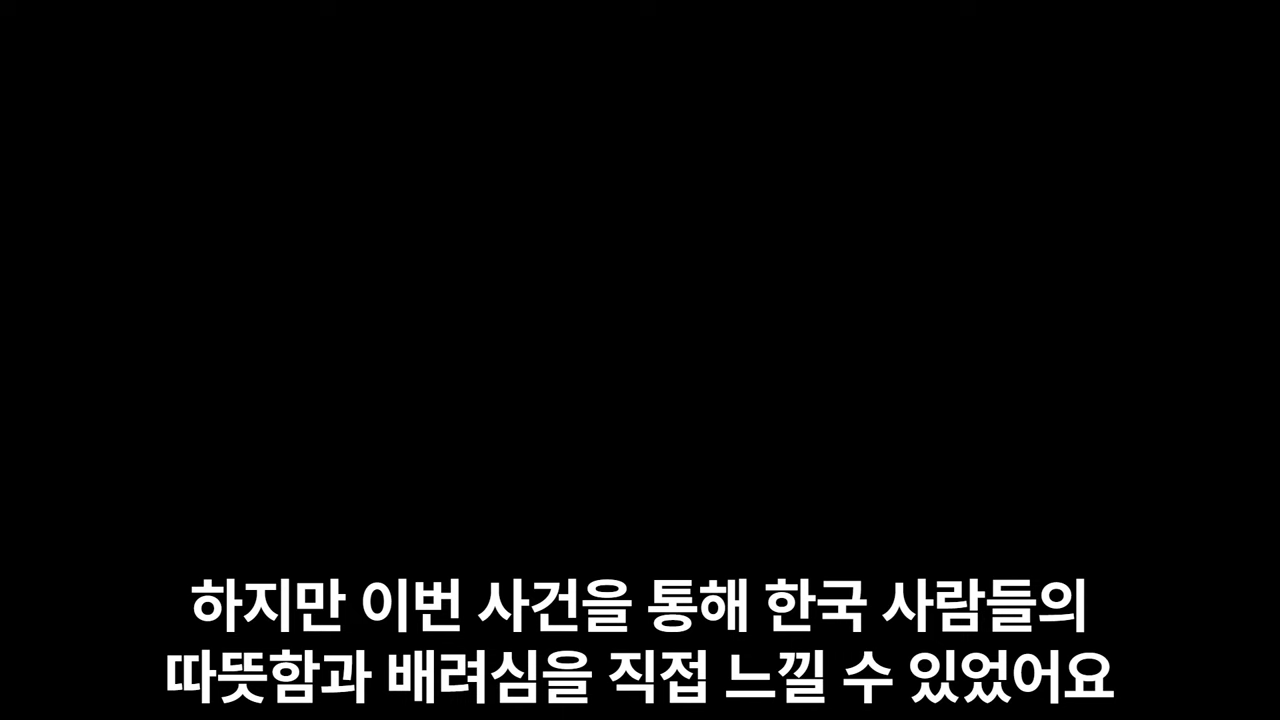 하지만 이번 사건을 통해 한국 사람들의
따뜻함과 배려심을 직접 느낄 수 있었어요